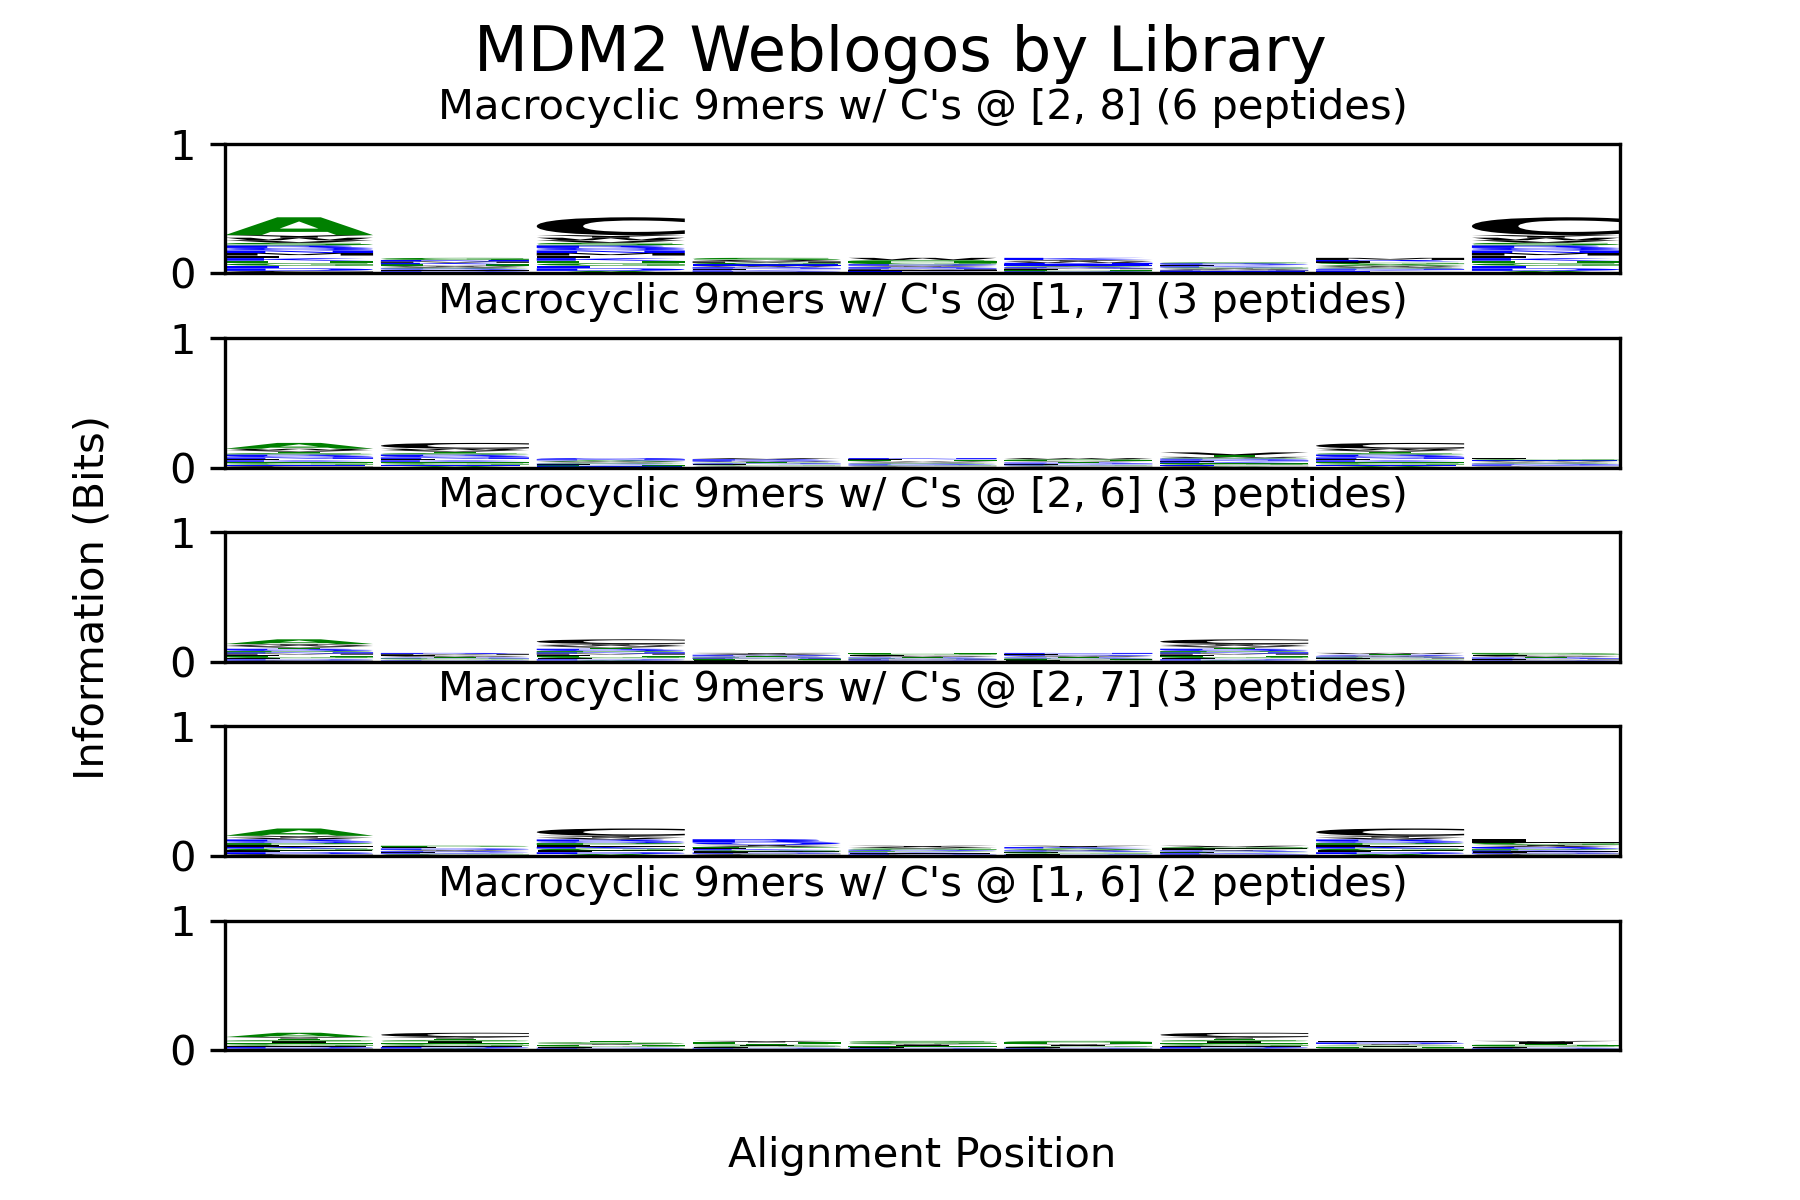 MDM2 Weblogos by Library
Macrocyclic 9mers w/ C's @ [2, 8] (6 peptides)
1
A C C
0
Macrocyclic 9mers w/ C's @ [1, 7] (3 peptides)
1
A C C
0
Macrocyclic 9mers w/ C's @ [2, 6] (3 peptides)
1
A C C
0
Macrocyclic 9mers w/ C's @ [2, 7] (3 peptides)
1
A C C
0
Macrocyclic 9mers w/ C's @ [1, 6] (2 peptides)
1
A C C
0
Information (Bits)
Alignment Position